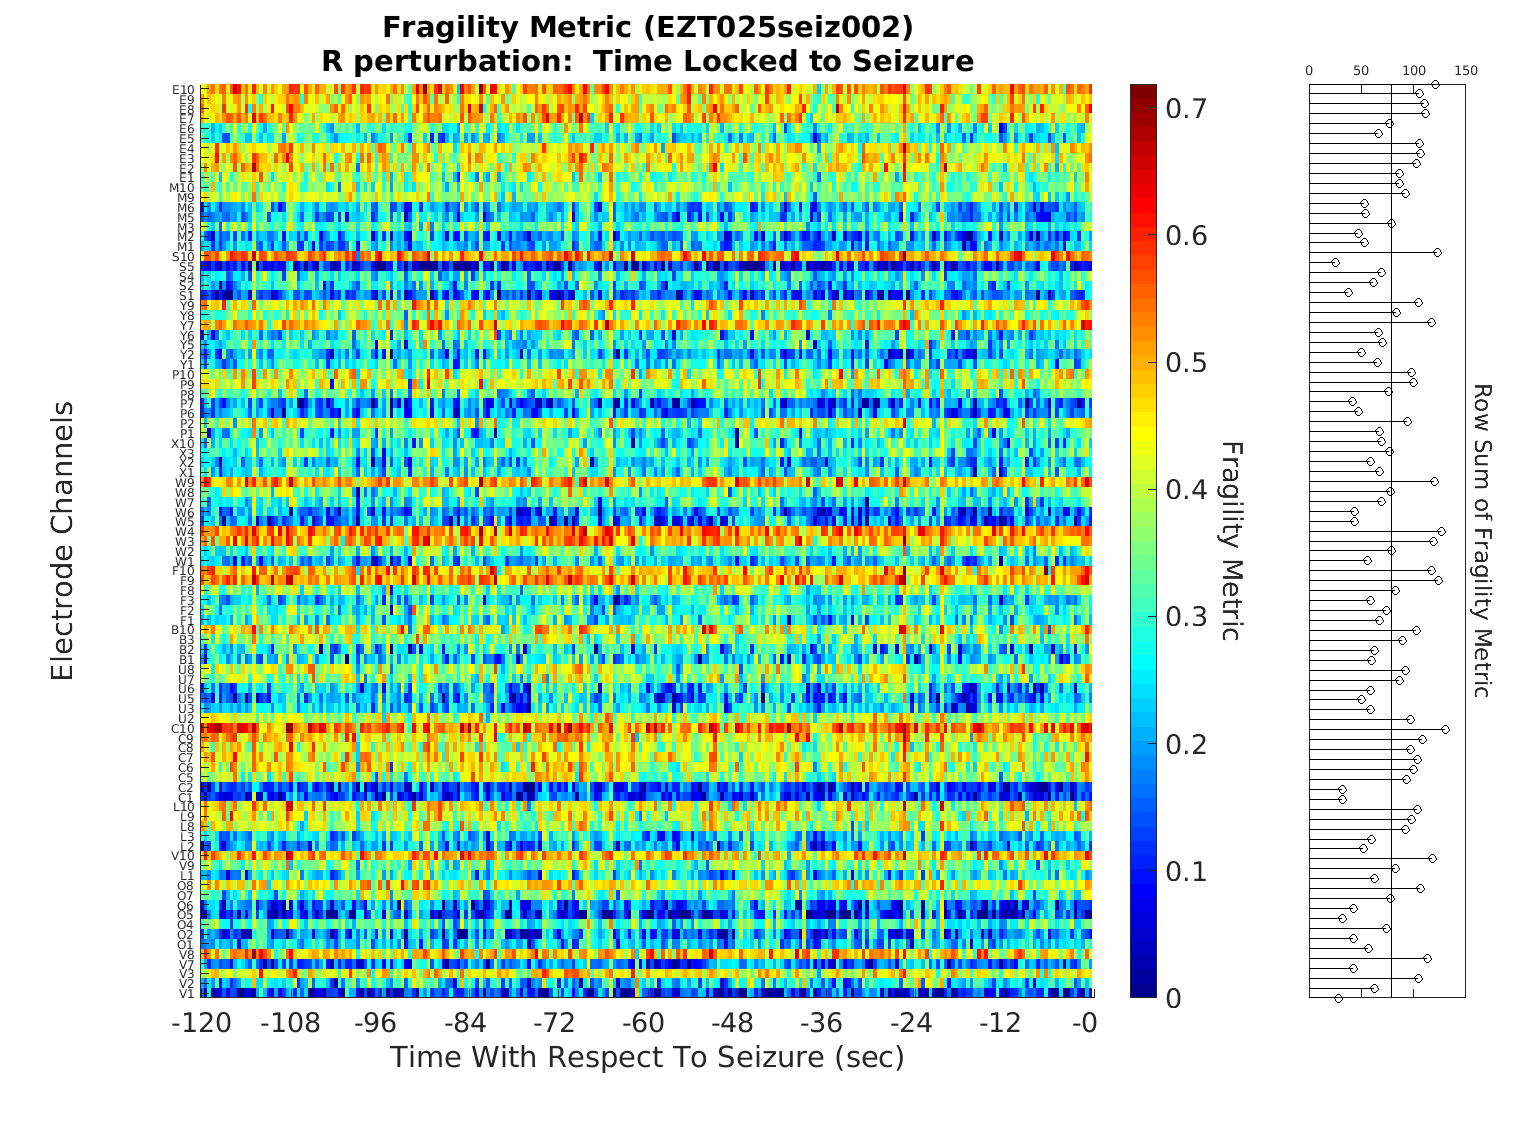 Fragility Metric (EZT025seiz002)
R perturbation:  Time Locked to Seizure
Electrode Channels
E10
E9
E8
E7
E6
E5
E4
E3
E2
E1
M10
M9
M6
M5
M3
M2
M1
S10
S5
S4
S2
S1
Y9
Y8
Y7
Y6
Y5
Y2
Y1
P10
P9
P8
P7
P6
P2
P1
X10
X3
X2
X1
W9
W8
W7
W6
W5
W4
W3
W2
W1
F10
F9
F8
F3
F2
F1
B10
B3
B2
B1
U8
U7
U6
U5
U3
U2
C10
C9
C8
C7
C6
C5
C2
C1
L10
L9
L8
L3
L2
V10
V9
L1
O8
O7
O6
O5
O4
O2
O1
V8
V7
V3
V2
V1
-120 -108 -96 -84 -72 -60 -48 -36 -24 -12 -0
Time With Respect To Seizure (sec)
0.7
0.6
0.5
0.4
0.3
0.2
0.1
0
Fragility Metric
0 50 100 150
Row Sum of Fragility Metric